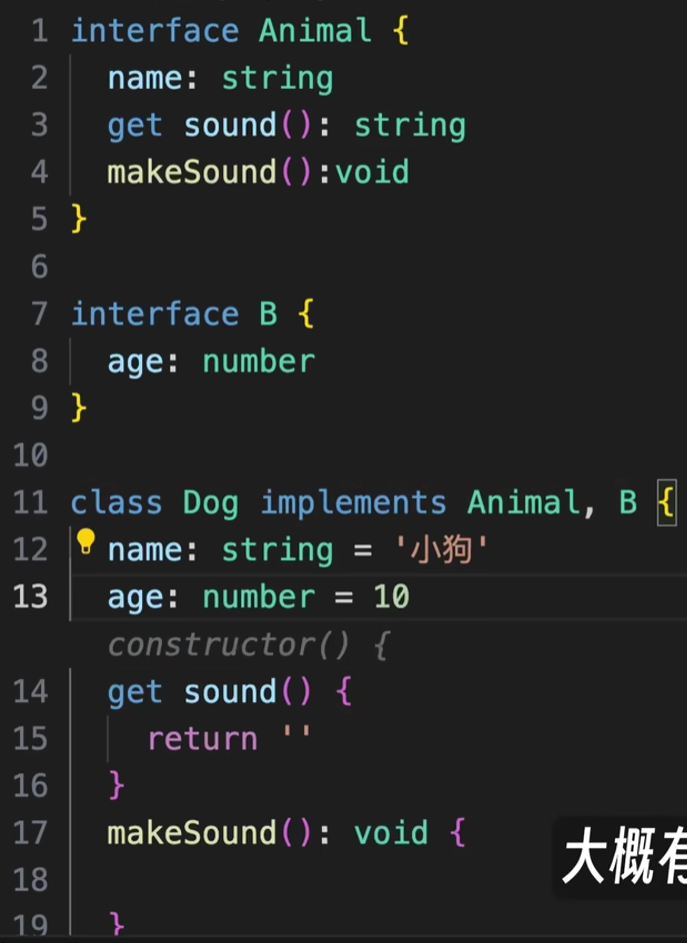 1 interface Animal {
2 name: string
3 get sound(): string
4 makeSound():void
5 }
6
7 interface B {
8 age: number
9 }
10
11 class Dog implements Animal, B {
12 name: string = '小狗'
13 age: number = 10
constructor() {
14 get sound() {
15 return ''
16 }
17 makeSound(): void {
18
19 }
大概有